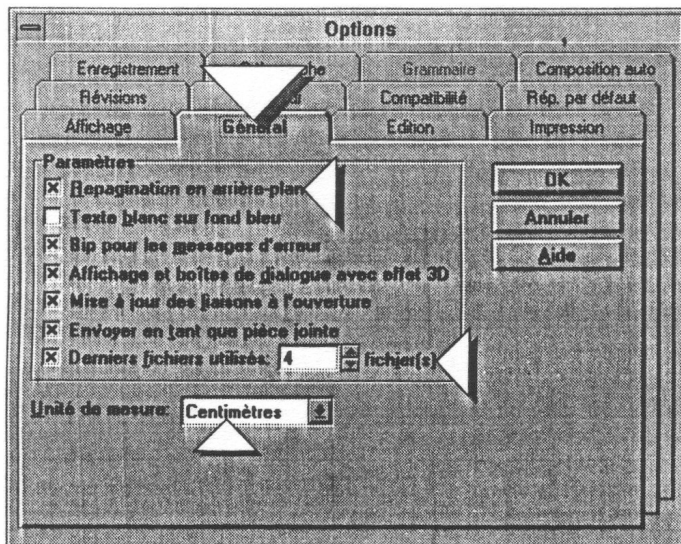 Options
Enregistrement Grammaire Composition auto
Révisions Compatibilité Rép. par défaut
Affichage Général Edition Impression
Paramètres
Repagination en arrière-plan
Texte blanc sur fond bleu
Bip pour les messages d'erreur
Affichage et boîtes de dialogue avec effet 3D
Mise à jour des liaisons à l'ouverture
Envoyer en tant que pièce jointe
Derniers fichiers utilisés: 4 fichier(s)
Unité de mesure: Centimètres
OK
Annuler
Aide